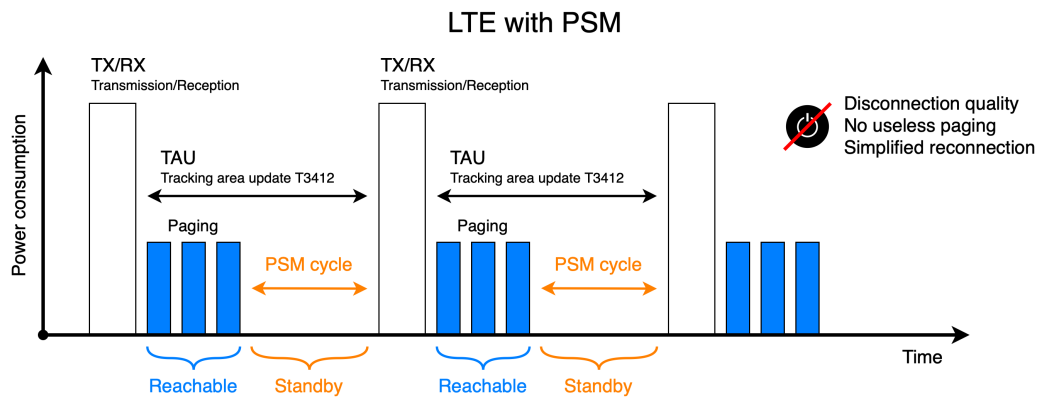 LTE with PSM
TX/RX
Transmission/Reception
TX/RX
Transmission/Reception
Disconnection quality
No useless paging
Simplified reconnection
Power consumption
TAU
Tracking area update T3412
TAU
Tracking area update T3412
Paging
Paging
PSM cycle
PSM cycle
Time
Reachable
Standby
Reachable
Standby